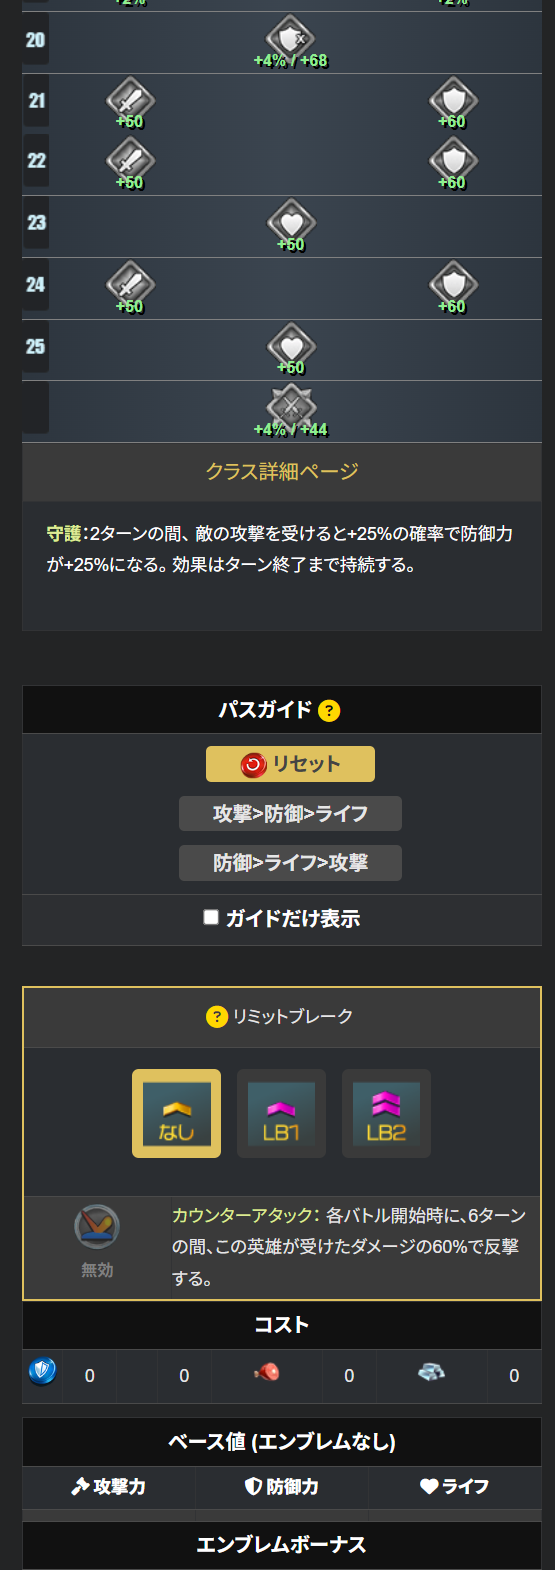 +2% +2%
20
+4% / +68
21
+50 +60
22
+50 +60
23
+50
24
+50 +60
25
+50
+4% / +44
クラス詳細ページ
守護：2ターンの間、敵の攻撃を受けると+25%の確率で防御力
が+25%になる。効果はターン終了まで持続する。
パスガイド ?
リセット
攻撃>防御>ライフ
防御>ライフ>攻撃
ガイドだけ表示
? リミットブレーク
なし LB1 LB2
カウンターアタック： 各バトル開始時に、6ターン
の間、この英雄が受けたダメージの60%で反撃
する。
無効
コスト
0 0 0 0
ベース値 (エンブレムなし)
攻撃力 防御力 ライフ
エンブレムボーナス